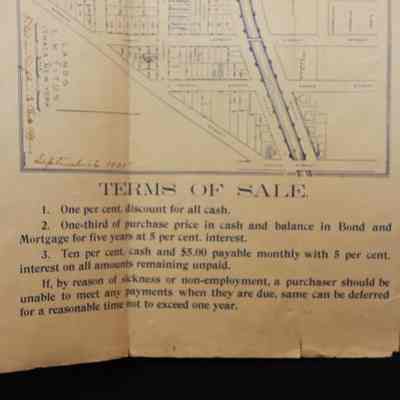 LANDS
ITHACA NEW YORK
TERMS OF SALE.
1. One per cent. discount for all cash.
2. One-third of purchase price in cash and balance in Bond and
Mortgage for five years at 5 per cent. interest.
3. Ten per cent. cash and $5.00 payable monthly with 5 per cent.
interest on all amounts remaining unpaid.
If, by reason of sickness or non-employment, a purchaser should be
unable to meet any payments when they are due, same can be deferred
for a reasonable time not to exceed one year.